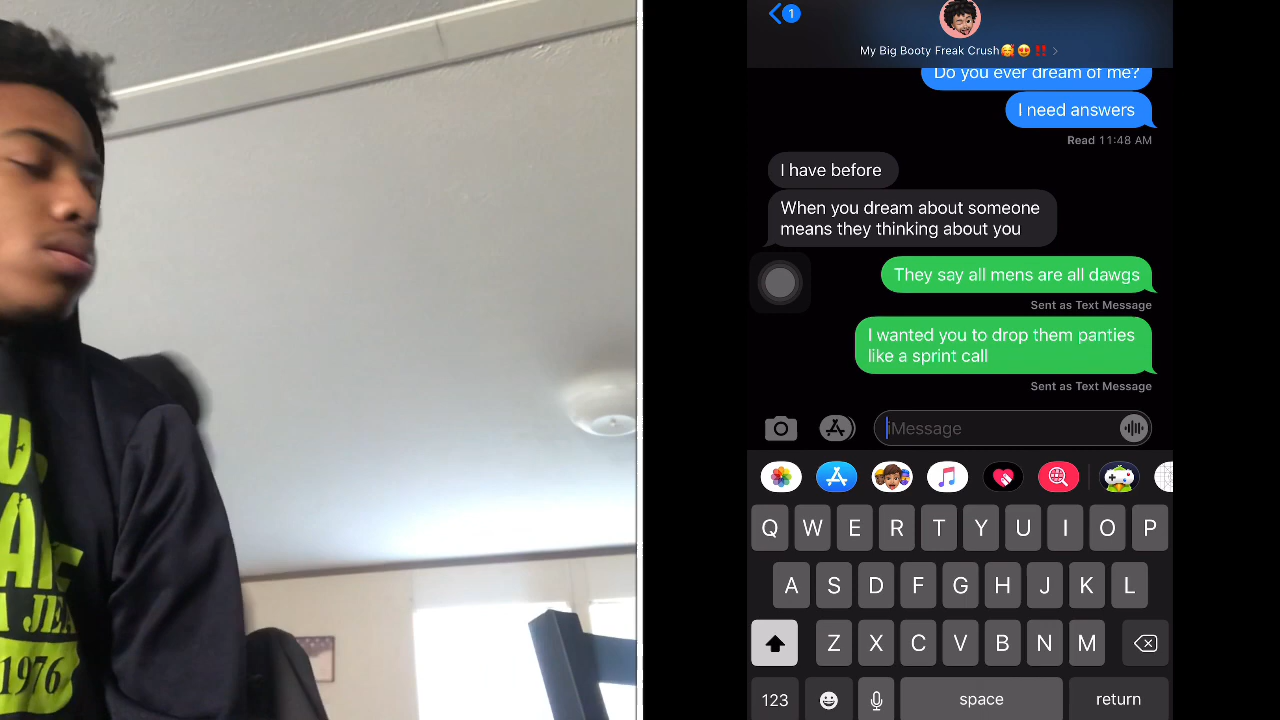 1
My Big Booty Freak Crush🥰😍‼️ >
Do you ever dream of me?
I need answers
Read 11:48 AM
I have before
When you dream about someone
means they thinking about you
They say all mens are all dawgs
Sent as Text Message
I wanted you to drop them panties
like a sprint call
Sent as Text Message
iMessage
Q W E R T Y U I O P
A S D F G H J K L
Z X C V B N M
123 space return
1976